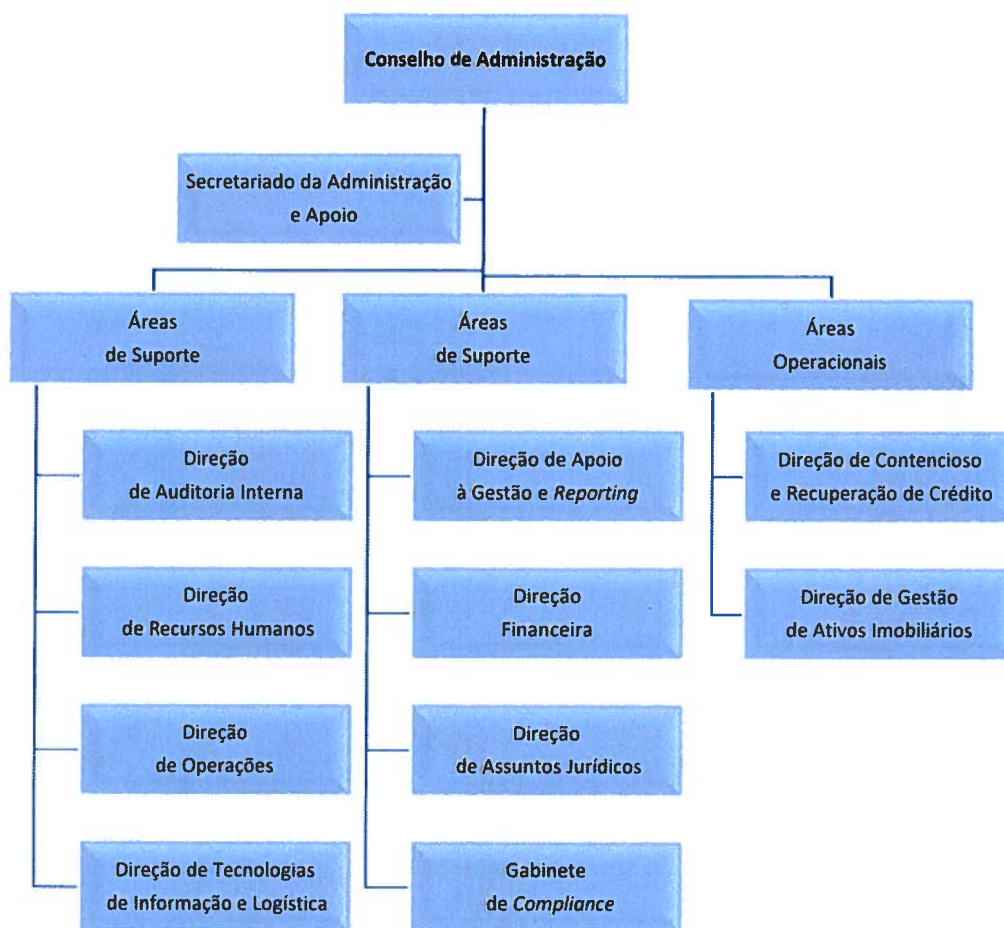 Conselho de Administração
Secretariado da Administração
e Apoio
Áreas
de Suporte
Direção
de Auditoria Interna
Direção
de Recursos Humanos
Direção
de Operações
Direção de Tecnologias
de Informação e Logística
Áreas
de Suporte
Direção de Apoio
à Gestão e Reporting
Direção
Financeira
Direção
de Assuntos Jurídicos
Gabinete
de Compliance
Áreas
Operacionais
Direção de Contencioso
e Recuperação de Crédito
Direção de Gestão
de Ativos Imobiliários